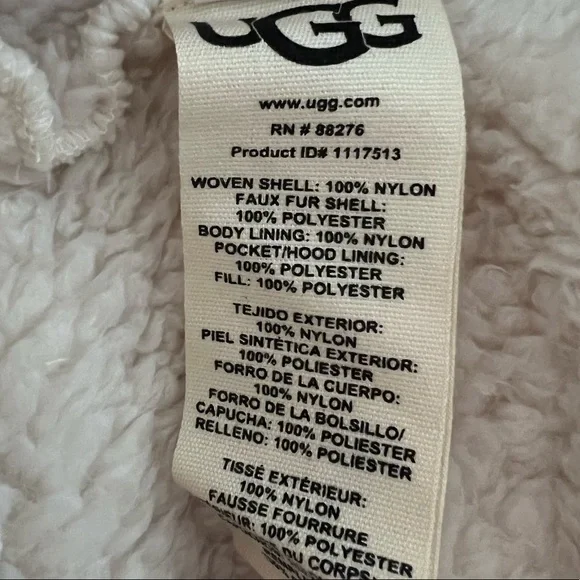 UGG
www.ugg.com
RN # 88276
Product ID# 1117513
WOVEN SHELL: 100% NYLON
FAUX FUR SHELL:
100% POLYESTER
BODY LINING: 100% NYLON
POCKET/HOOD LINING:
100% POLYESTER
FILL: 100% POLYESTER
TEJIDO EXTERIOR:
100% NYLON
PIEL SINTÉTICA EXTERIOR:
100% POLIESTER
FORRO DE LA CUERPO:
100% NYLON
FORRO DE LA BOLSILLO/
CAPUCHA: 100% POLIESTER
RELLENO: 100% POLIESTER
TISSÉ EXTÉRIEUR:
100% NYLON
FAUSSE FOURRURE
100% POLYESTER
DU CORPS: